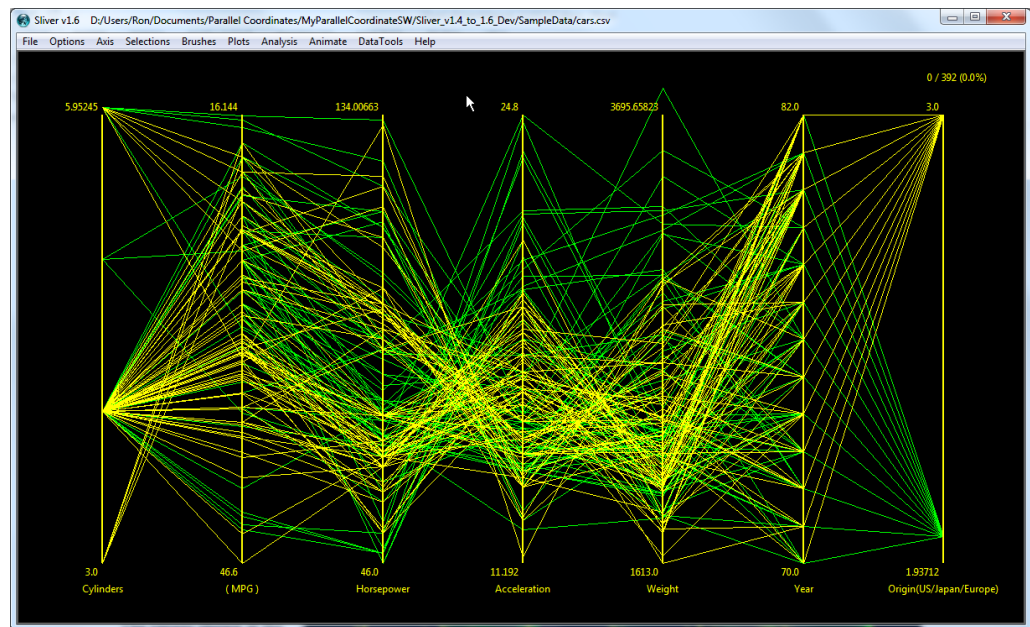 Sliver v1.6 D:/Users/Ron/Documents/Parallel Coordinates/MyParallelCoordinateSW/Sliver_v1.4_to_1.6_Dev/SampleData/cars.csv
File Options Axis Selections Brushes Plots Analysis Animate DataTools Help
0 / 392 (0.0%)
5.95245 16.144 134.00663 24.8 3695.65823 82.0 3.0
3.0 46.6 46.0 11.192 1613.0 70.0 1.93712
Cylinders ( MPG ) Horsepower Acceleration Weight Year Origin(US/Japan/Europe)